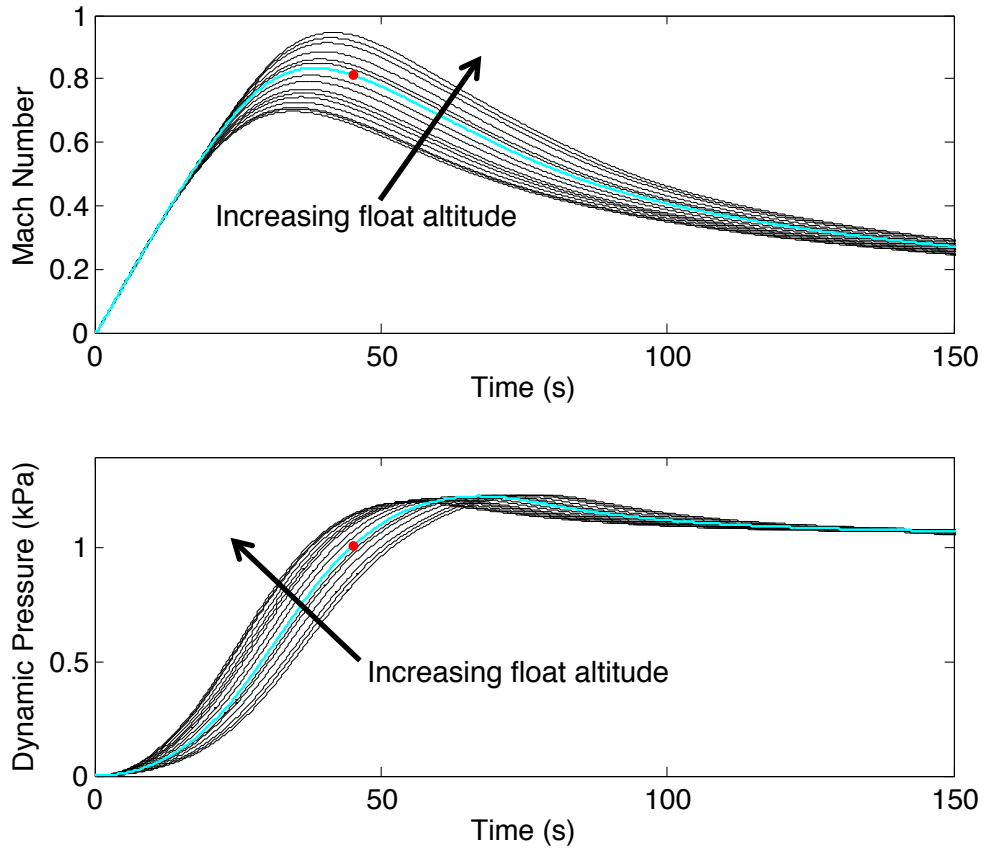 1
0.8
0.6
0.4
0.2
0
Mach Number
Increasing float altitude
0 50 100 150
Time (s)
1
0.5
0
Dynamic Pressure (kPa)
Increasing float altitude
0 50 100 150
Time (s)